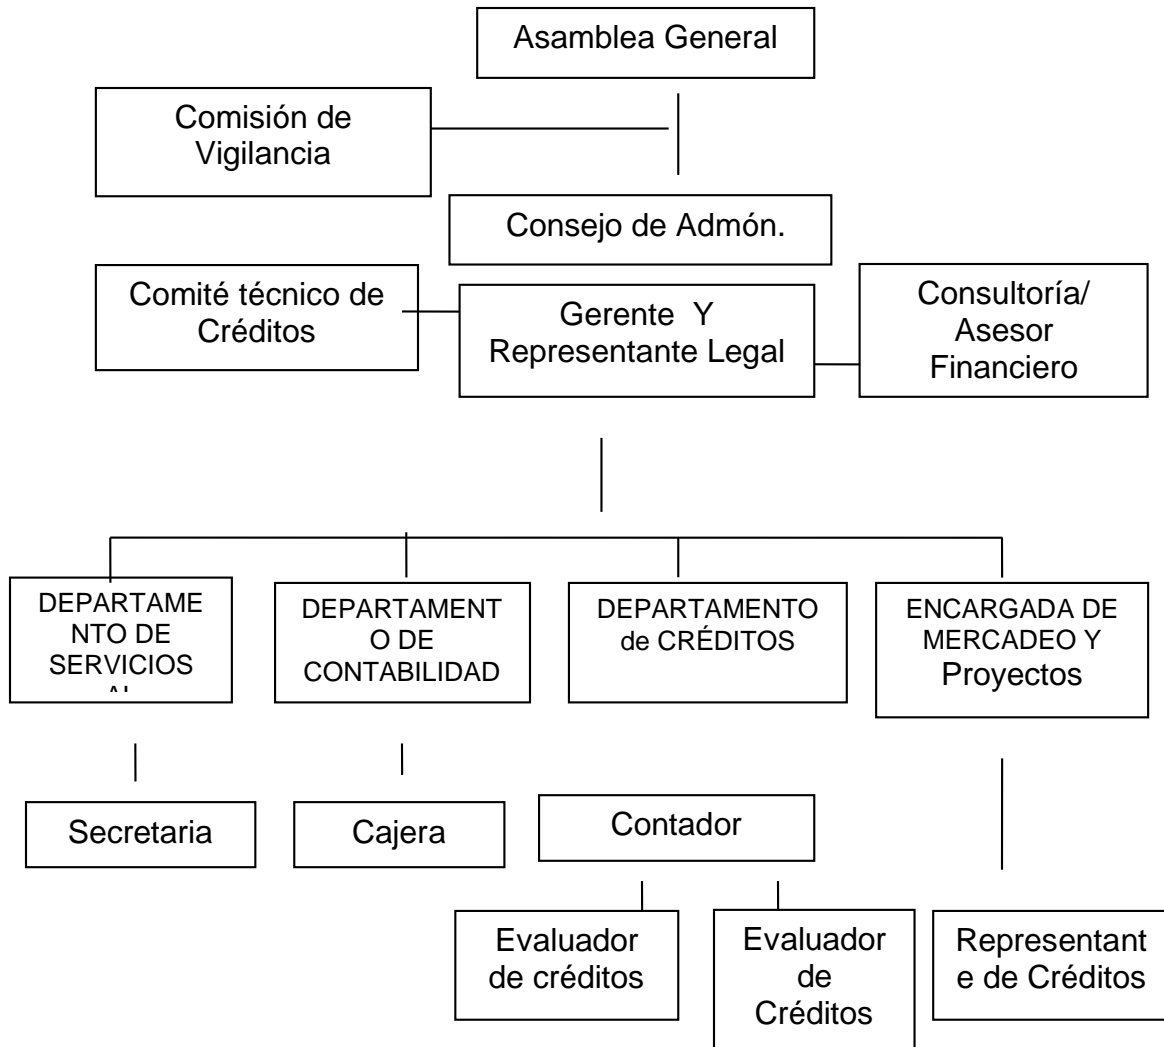 Asamblea General
Comisión de
Vigilancia
Consejo de Admón.
Comité técnico de
Créditos
Gerente Y
Representante Legal
Consultoría/
Asesor
Financiero
DEPARTAME
NTO DE
SERVICIOS
DEPARTAMENT
O DE
CONTABILIDAD
DEPARTAMENTO
de CRÉDITOS
ENCARGADA DE
MERCADEO Y
Proyectos
Secretaria
Cajera
Contador
Evaluador
de créditos
Evaluador
de
Créditos
Representant
e de Créditos